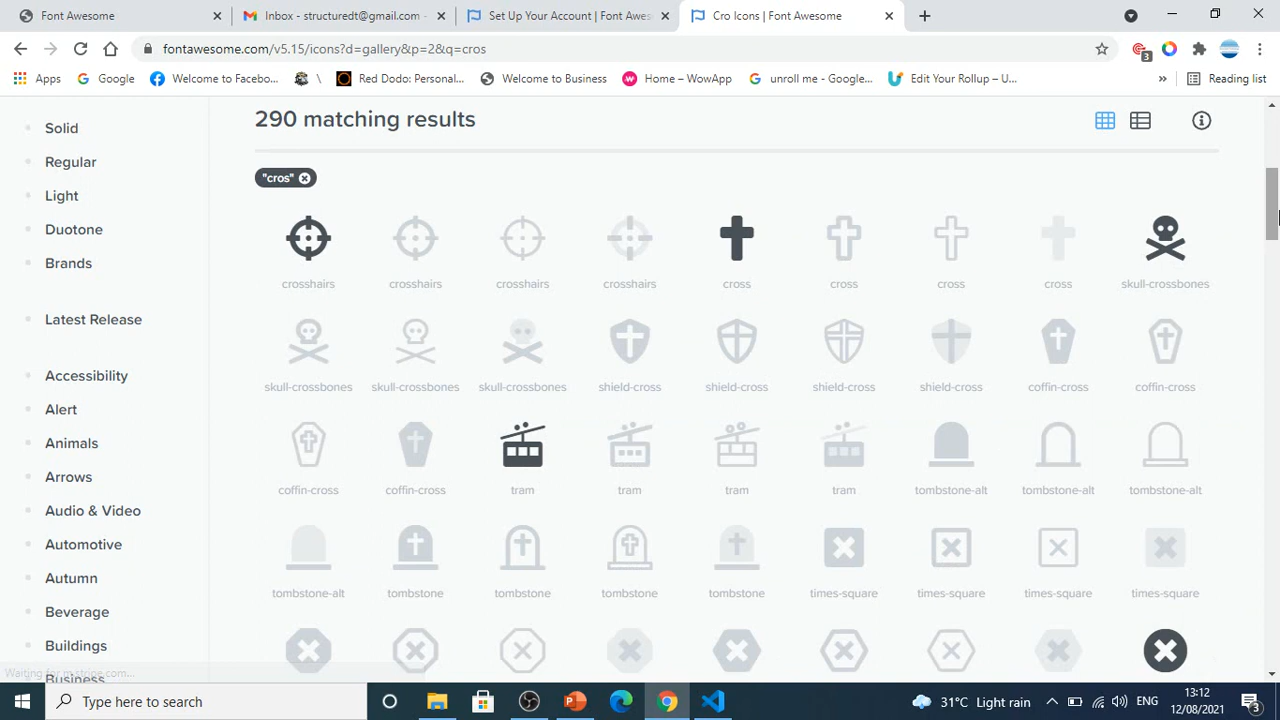 Font Awesome
Inbox - structuredt@gmail.com -
Set Up Your Account | Font Awes
Cro Icons | Font Awesome
fontawesome.com/v5.15/icons?d=gallery&p=2&q=cros
3
Apps
Google
Welcome to Facebo...
\
Red Dodo: Personal...
Welcome to Business
Home – WowApp
unroll me - Google...
Edit Your Rollup – U...
»
Reading list
Solid
Regular
Light
Duotone
Brands
Latest Release
Accessibility
Alert
Animals
Arrows
Audio & Video
Automotive
Autumn
Beverage
Buildings
Business
290 matching results
"cros"
crosshairs crosshairs crosshairs crosshairs cross cross cross cross skull-crossbones
skull-crossbones skull-crossbones skull-crossbones shield-cross shield-cross shield-cross shield-cross coffin-cross coffin-cross
coffin-cross coffin-cross tram tram tram tram tombstone-alt tombstone-alt tombstone-alt
tombstone-alt tombstone tombstone tombstone tombstone times-square times-square times-square times-square
Waiting for m.stripe.com...
Type here to search
31°C Light rain
ENG
13:12
12/08/2021
3